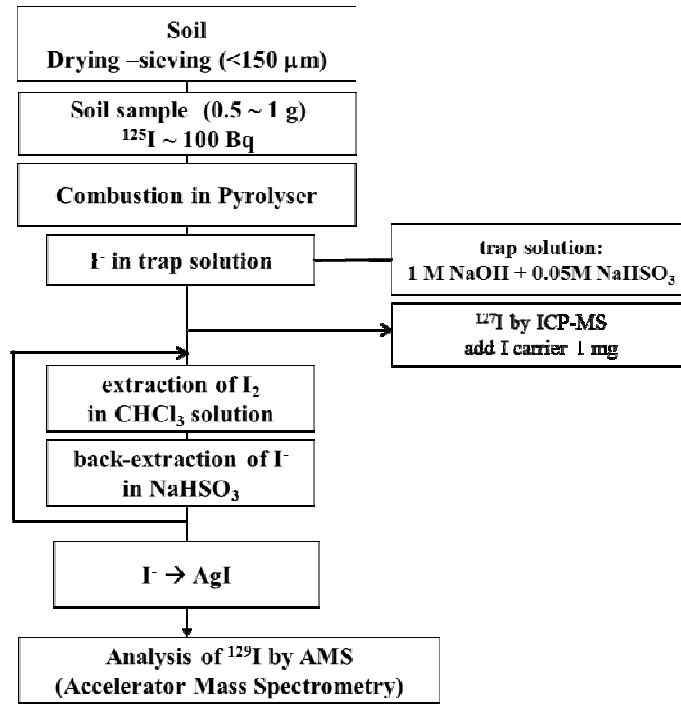 Soil
Drying –sieving (<150 μm)
Soil sample (0.5 ~ 1 g)
¹²⁵I ~ 100 Bq
Combustion in Pyrolyser
I⁻ in trap solution
trap solution:
1 M NaOH + 0.05M NaHSO₃
¹²⁷I by ICP-MS
add I carrier 1 mg
extraction of I₂
in CHCl₃ solution
back-extraction of I⁻
in NaHSO₃
I⁻ → AgI
Analysis of ¹²⁹I by AMS
(Accelerator Mass Spectrometry)